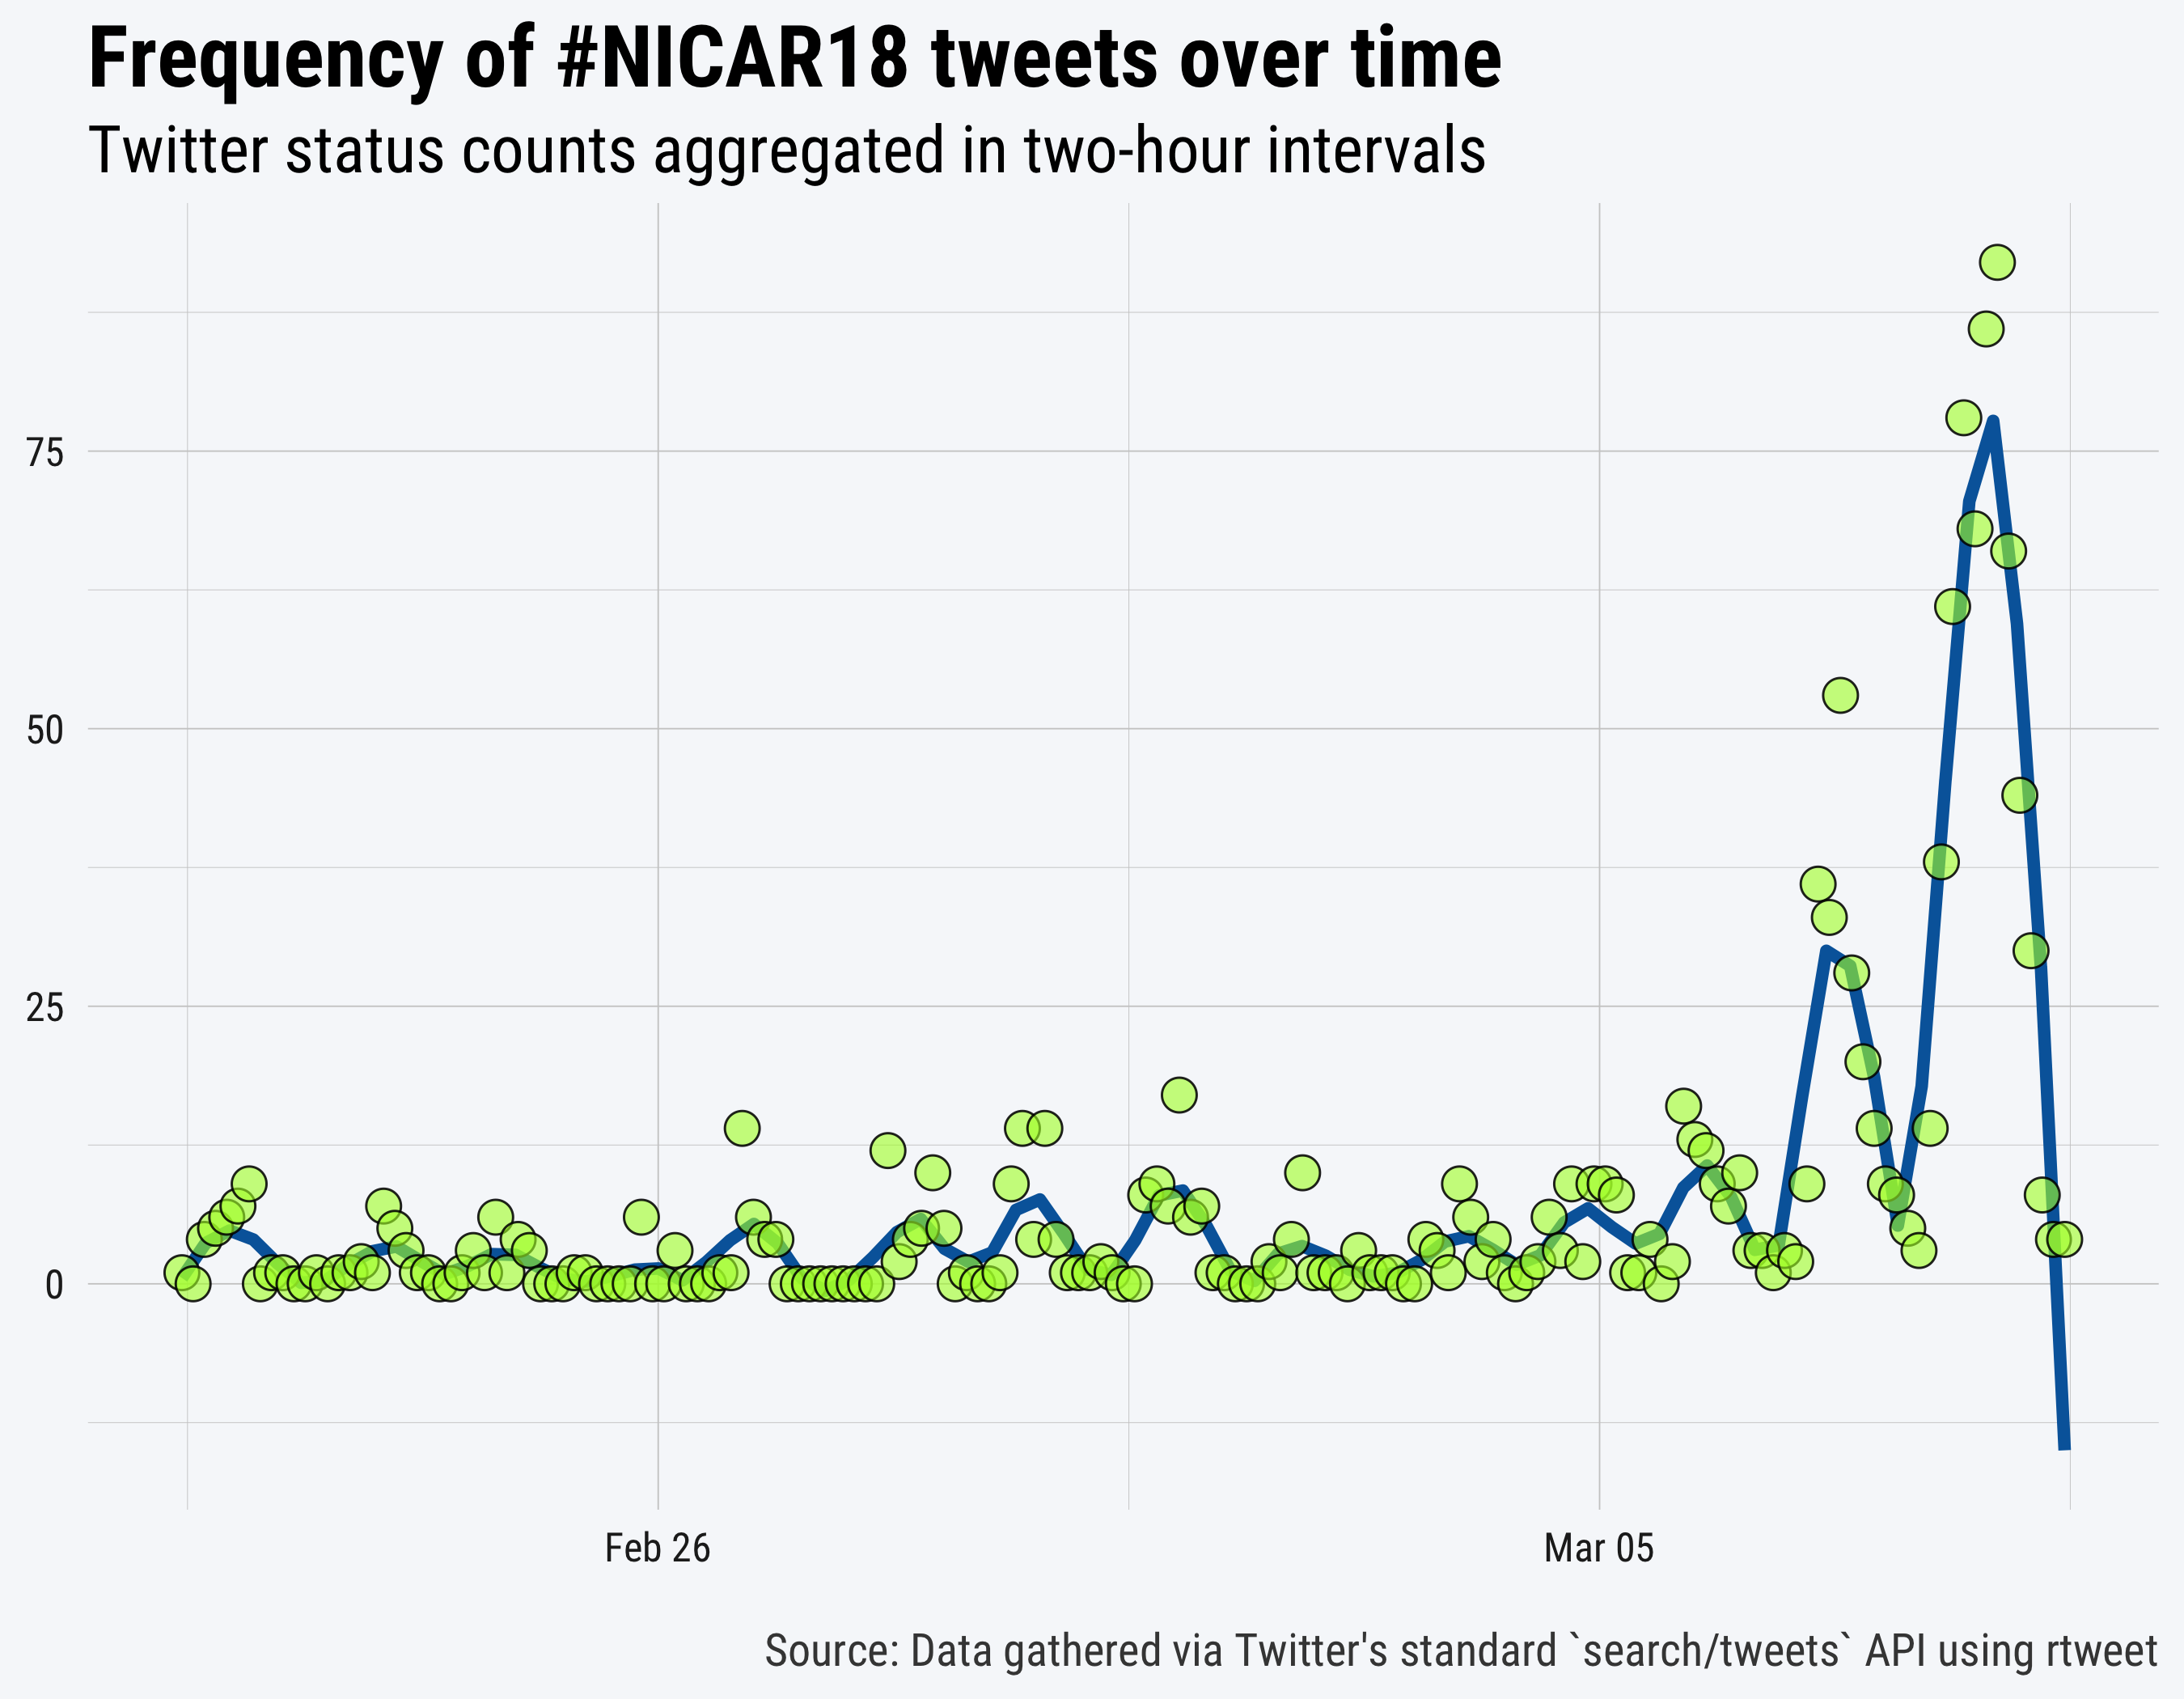 Frequency of #NICAR18 tweets over time
Twitter status counts aggregated in two-hour intervals
75
50
25
0
Feb 26 Mar 05
Source: Data gathered via Twitter's standard `search/tweets` API using rtweet